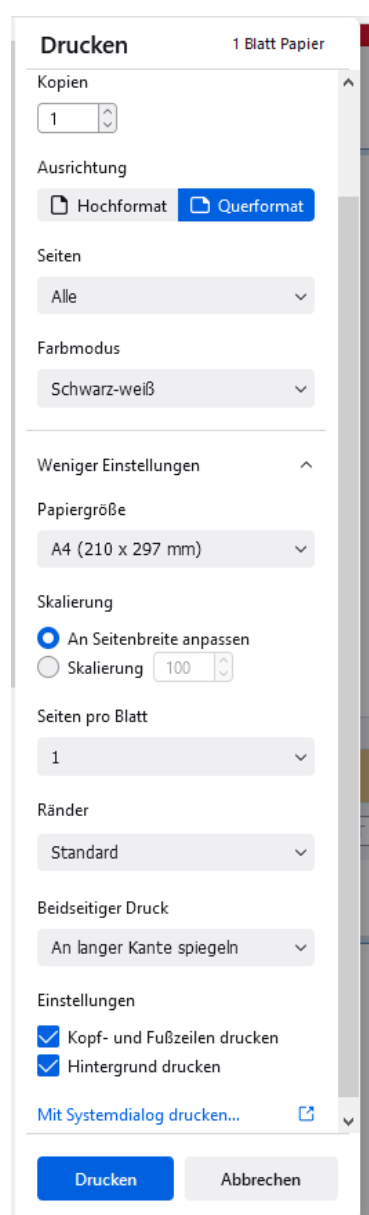 Drucken 1 Blatt Papier
Kopien
1
Ausrichtung
Hochformat Querformat
Seiten
Alle
Farbmodus
Schwarz-weiß
Weniger Einstellungen
Papiergröße
A4 (210 x 297 mm)
Skalierung
An Seitenbreite anpassen
Skalierung 100
Seiten pro Blatt
1
Ränder
Standard
Beidseitiger Druck
An langer Kante spiegeln
Einstellungen
Kopf- und Fußzeilen drucken
Hintergrund drucken
Mit Systemdialog drucken...
Drucken Abbrechen